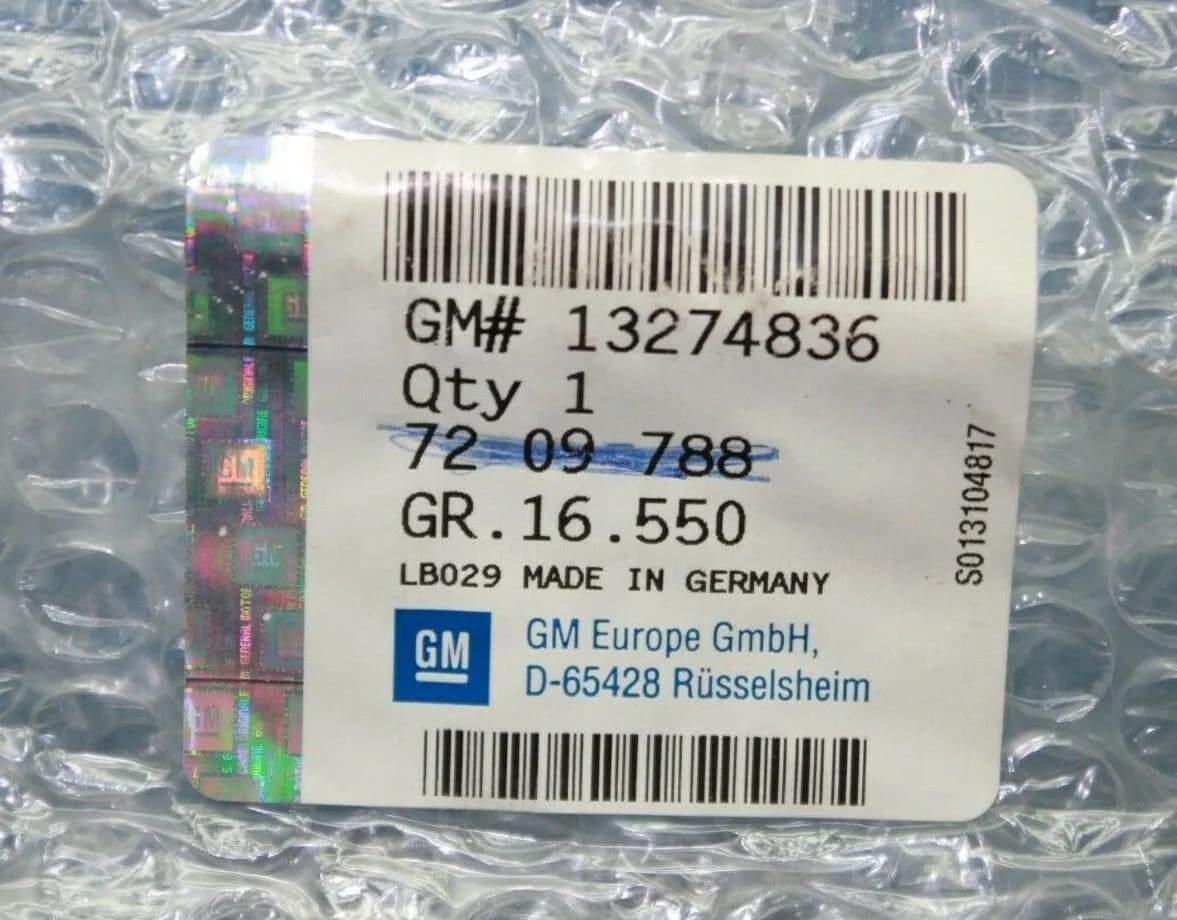 GM# 13274836
Qty 1
72 09 788
GR.16.550
LB029 MADE IN GERMANY
GM
GM Europe GmbH,
D-65428 Rüsselsheim
S013104817
GM